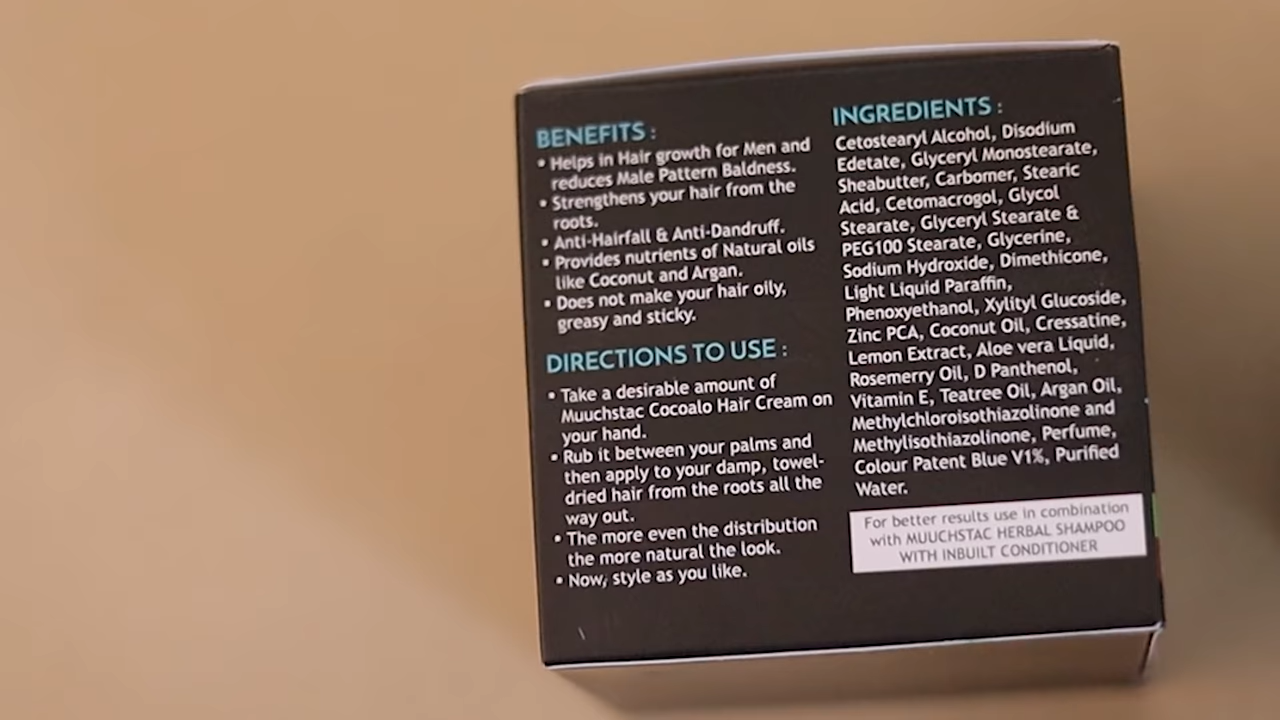 BENEFITS :
• Helps in Hair growth for Men and
reduces Male Pattern Baldness.
• Strengthens your hair from the
roots.
• Anti-Hairfall & Anti-Dandruff.
• Provides nutrients of Natural oils
like Coconut and Argan.
• Does not make your hair oily,
greasy and sticky.
DIRECTIONS TO USE :
• Take a desirable amount of
Muuchstac Cocoalo Hair Cream on
your hand.
• Rub it between your palms and
then apply to your damp, towel-
dried hair from the roots all the
way out.
• The more even the distribution
the more natural the look.
• Now, style as you like.
INGREDIENTS :
Cetostearyl Alcohol, Disodium
Edetate, Glyceryl Monostearate,
Sheabutter, Carbomer, Stearic
Acid, Cetomacrogol, Glycol
Stearate, Glyceryl Stearate &
PEG100 Stearate, Glycerine,
Sodium Hydroxide, Dimethicone,
Light Liquid Paraffin,
Phenoxyethanol, Xylityl Glucoside,
Zinc PCA, Coconut Oil, Cressatine,
Lemon Extract, Aloe vera Liquid,
Rosemerry Oil, D Panthenol,
Vitamin E, Teatree Oil, Argan Oil,
Methylchloroisothiazolinone and
Methylisothiazolinone, Perfume,
Colour Patent Blue V1%, Purified
Water.
For better results use in combination
with MUUCHSTAC HERBAL SHAMPOO
WITH INBUILT CONDITIONER